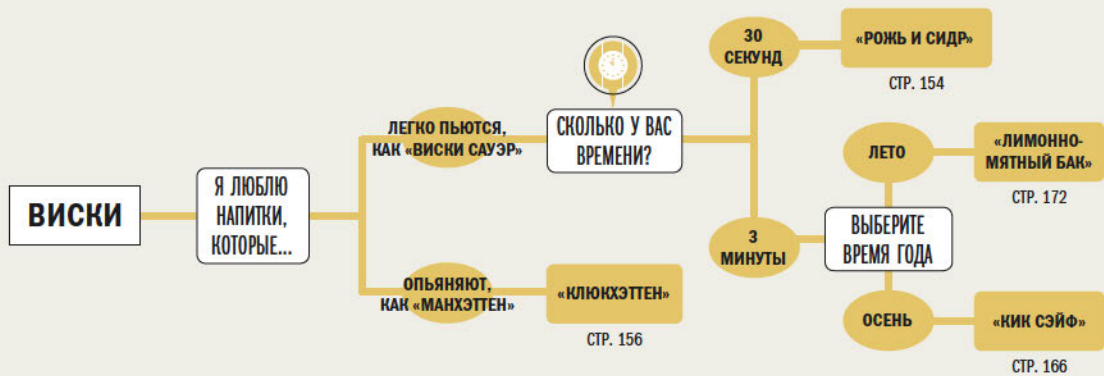 ВИСКИ
Я ЛЮБЛЮ
НАПИТКИ,
КОТОРЫЕ...
ЛЕГКО ПЬЮТСЯ,
КАК «ВИСКИ САУЭР»
СКОЛЬКО У ВАС
ВРЕМЕНИ?
30
СЕКУНД
«РОЖЬ И СИДР»
СТР. 154
3
МИНУТЫ
ВЫБЕРИТЕ
ВРЕМЯ ГОДА
ЛЕТО
«ЛИМОННО-
МЯТНЫЙ БАК»
СТР. 172
ОСЕНЬ
«КИК СЭЙФ»
СТР. 166
ОПЬЯНЯЮТ,
КАК «МАНХЭТТЕН»
«КЛЮКХЭТТЕН»
СТР. 156